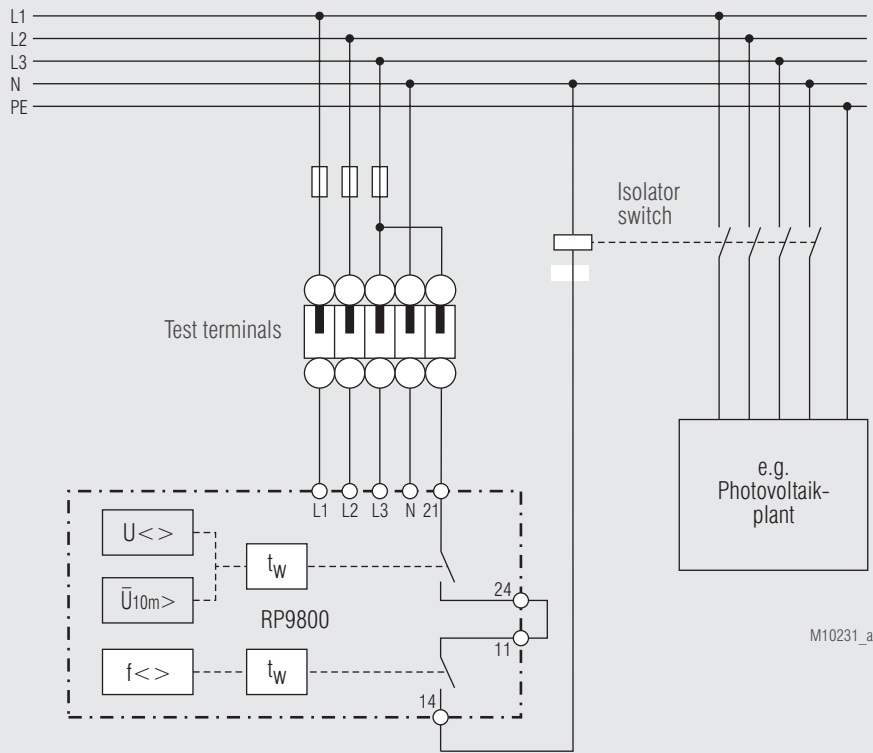 L1
L2
L3
N
PE
Isolator
switch
Test terminals
e.g.
Photovoltaik-
plant
L1 L2 L3 N 21
U<>
tW
U̅10m>
RP9800
24
11
f<>
tW
14
M10231_a